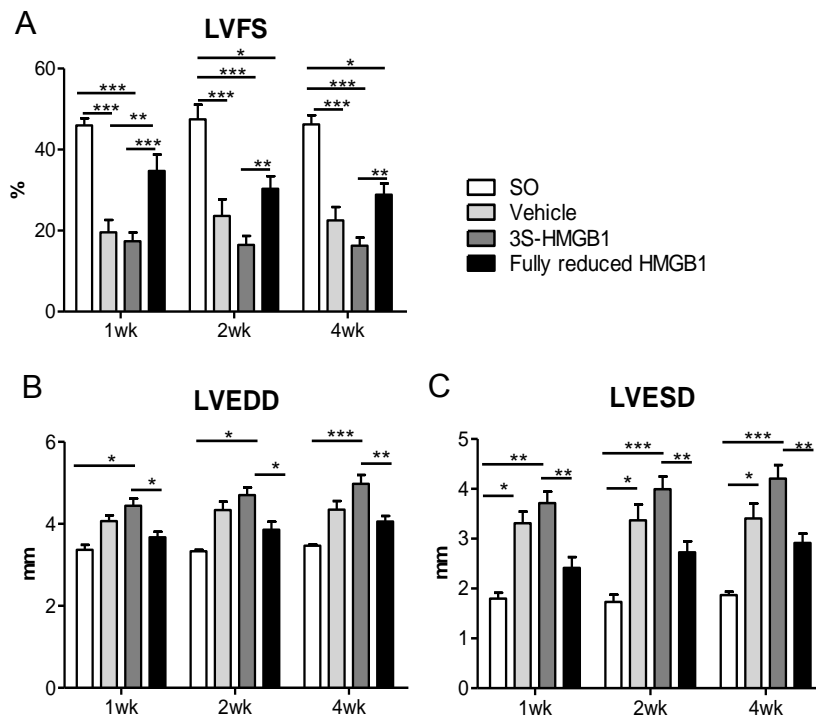 A
LVFS
60
40
20
0
%
*
***
***
***
**
***
*
***
***
**
*
***
***
**
1wk
2wk
4wk
SO
Vehicle
3S-HMGB1
Fully reduced HMGB1
B
LVEDD
6
4
2
0
mm
*
*
*
*
***
**
1wk
2wk
4wk
C
LVESD
5
4
3
2
1
0
mm
**
*
**
***
*
**
***
*
**
1wk
2wk
4wk